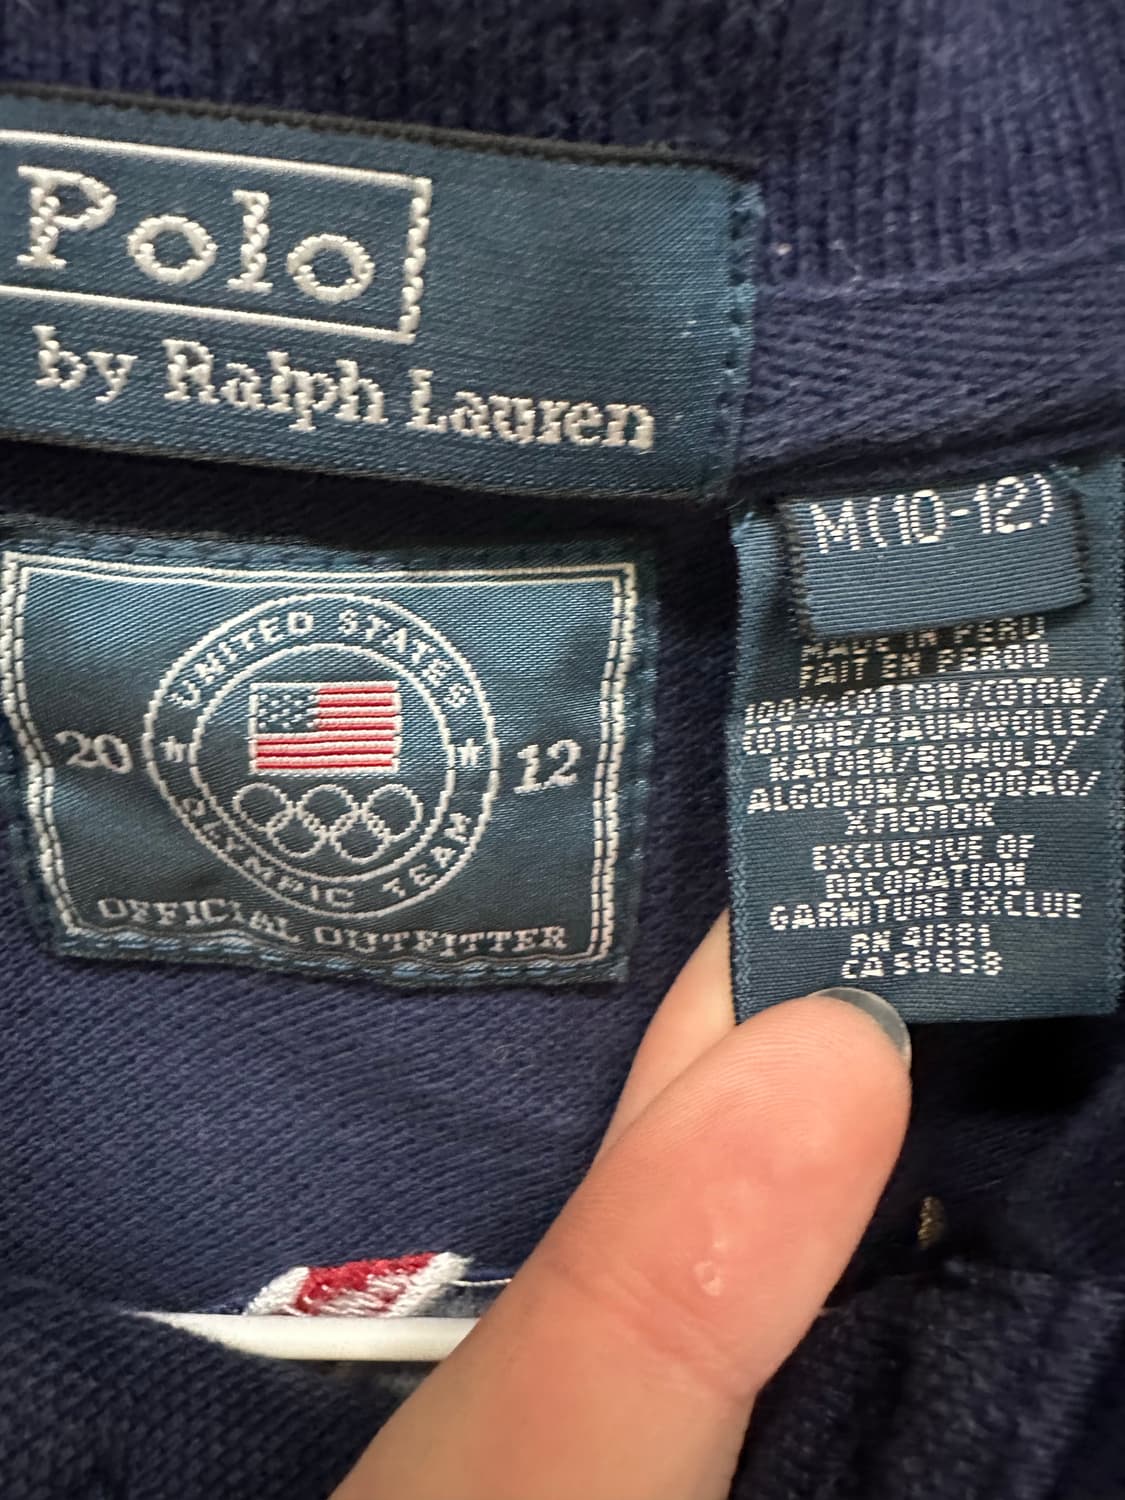 Polo
by Ralph Lauren
UNITED STATES
20 12
OLYMPIC TEAM
OFFICIAL OUTFITTER
M(10-12)
MADE IN PERU
FAIT EN PEROU
100% COTTON/COTON/
COTONE/BAUMWOLLE/
KATOEN/BOMULD/
ALGODON/ALGODAO/
ХЛОПОК
EXCLUSIVE OF
DECORATION
GARNITURE EXCLUE
RN 41381
CA 56658